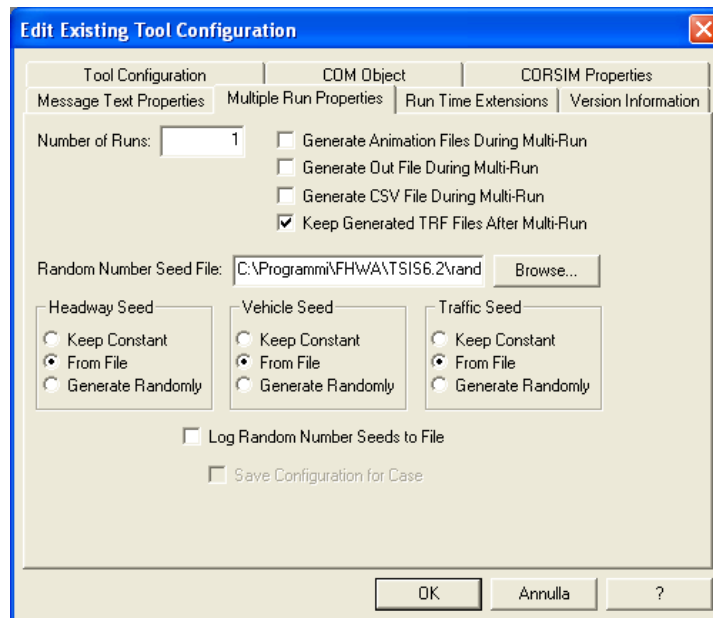 Edit Existing Tool Configuration
Tool Configuration COM Object CORSIM Properties
Message Text Properties Multiple Run Properties Run Time Extensions Version Information
Number of Runs: 1
Generate Animation Files During Multi-Run
Generate Out File During Multi-Run
Generate CSV File During Multi-Run
Keep Generated TRF Files After Multi-Run
Random Number Seed File: C:\Programmi\FHWA\TSIS6.2\rand Browse...
Headway Seed Vehicle Seed Traffic Seed
Keep Constant Keep Constant Keep Constant
From File From File From File
Generate Randomly Generate Randomly Generate Randomly
Log Random Number Seeds to File
Save Configuration for Case
OK Annulla ?